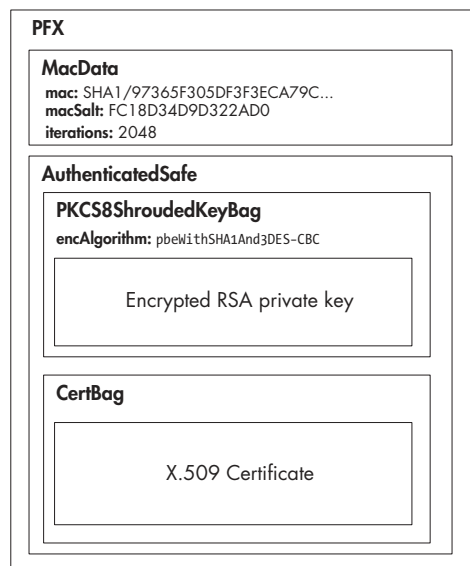 PFX
MacData
mac: SHA1/97365F305DF3F3ECA79C...
macSalt: FC18D34D9D322AD0
iterations: 2048
AuthenticatedSafe
PKCS8ShroudedKeyBag
encAlgorithm: pbeWithSHA1And3DES-CBC
Encrypted RSA private key
CertBag
X.509 Certificate